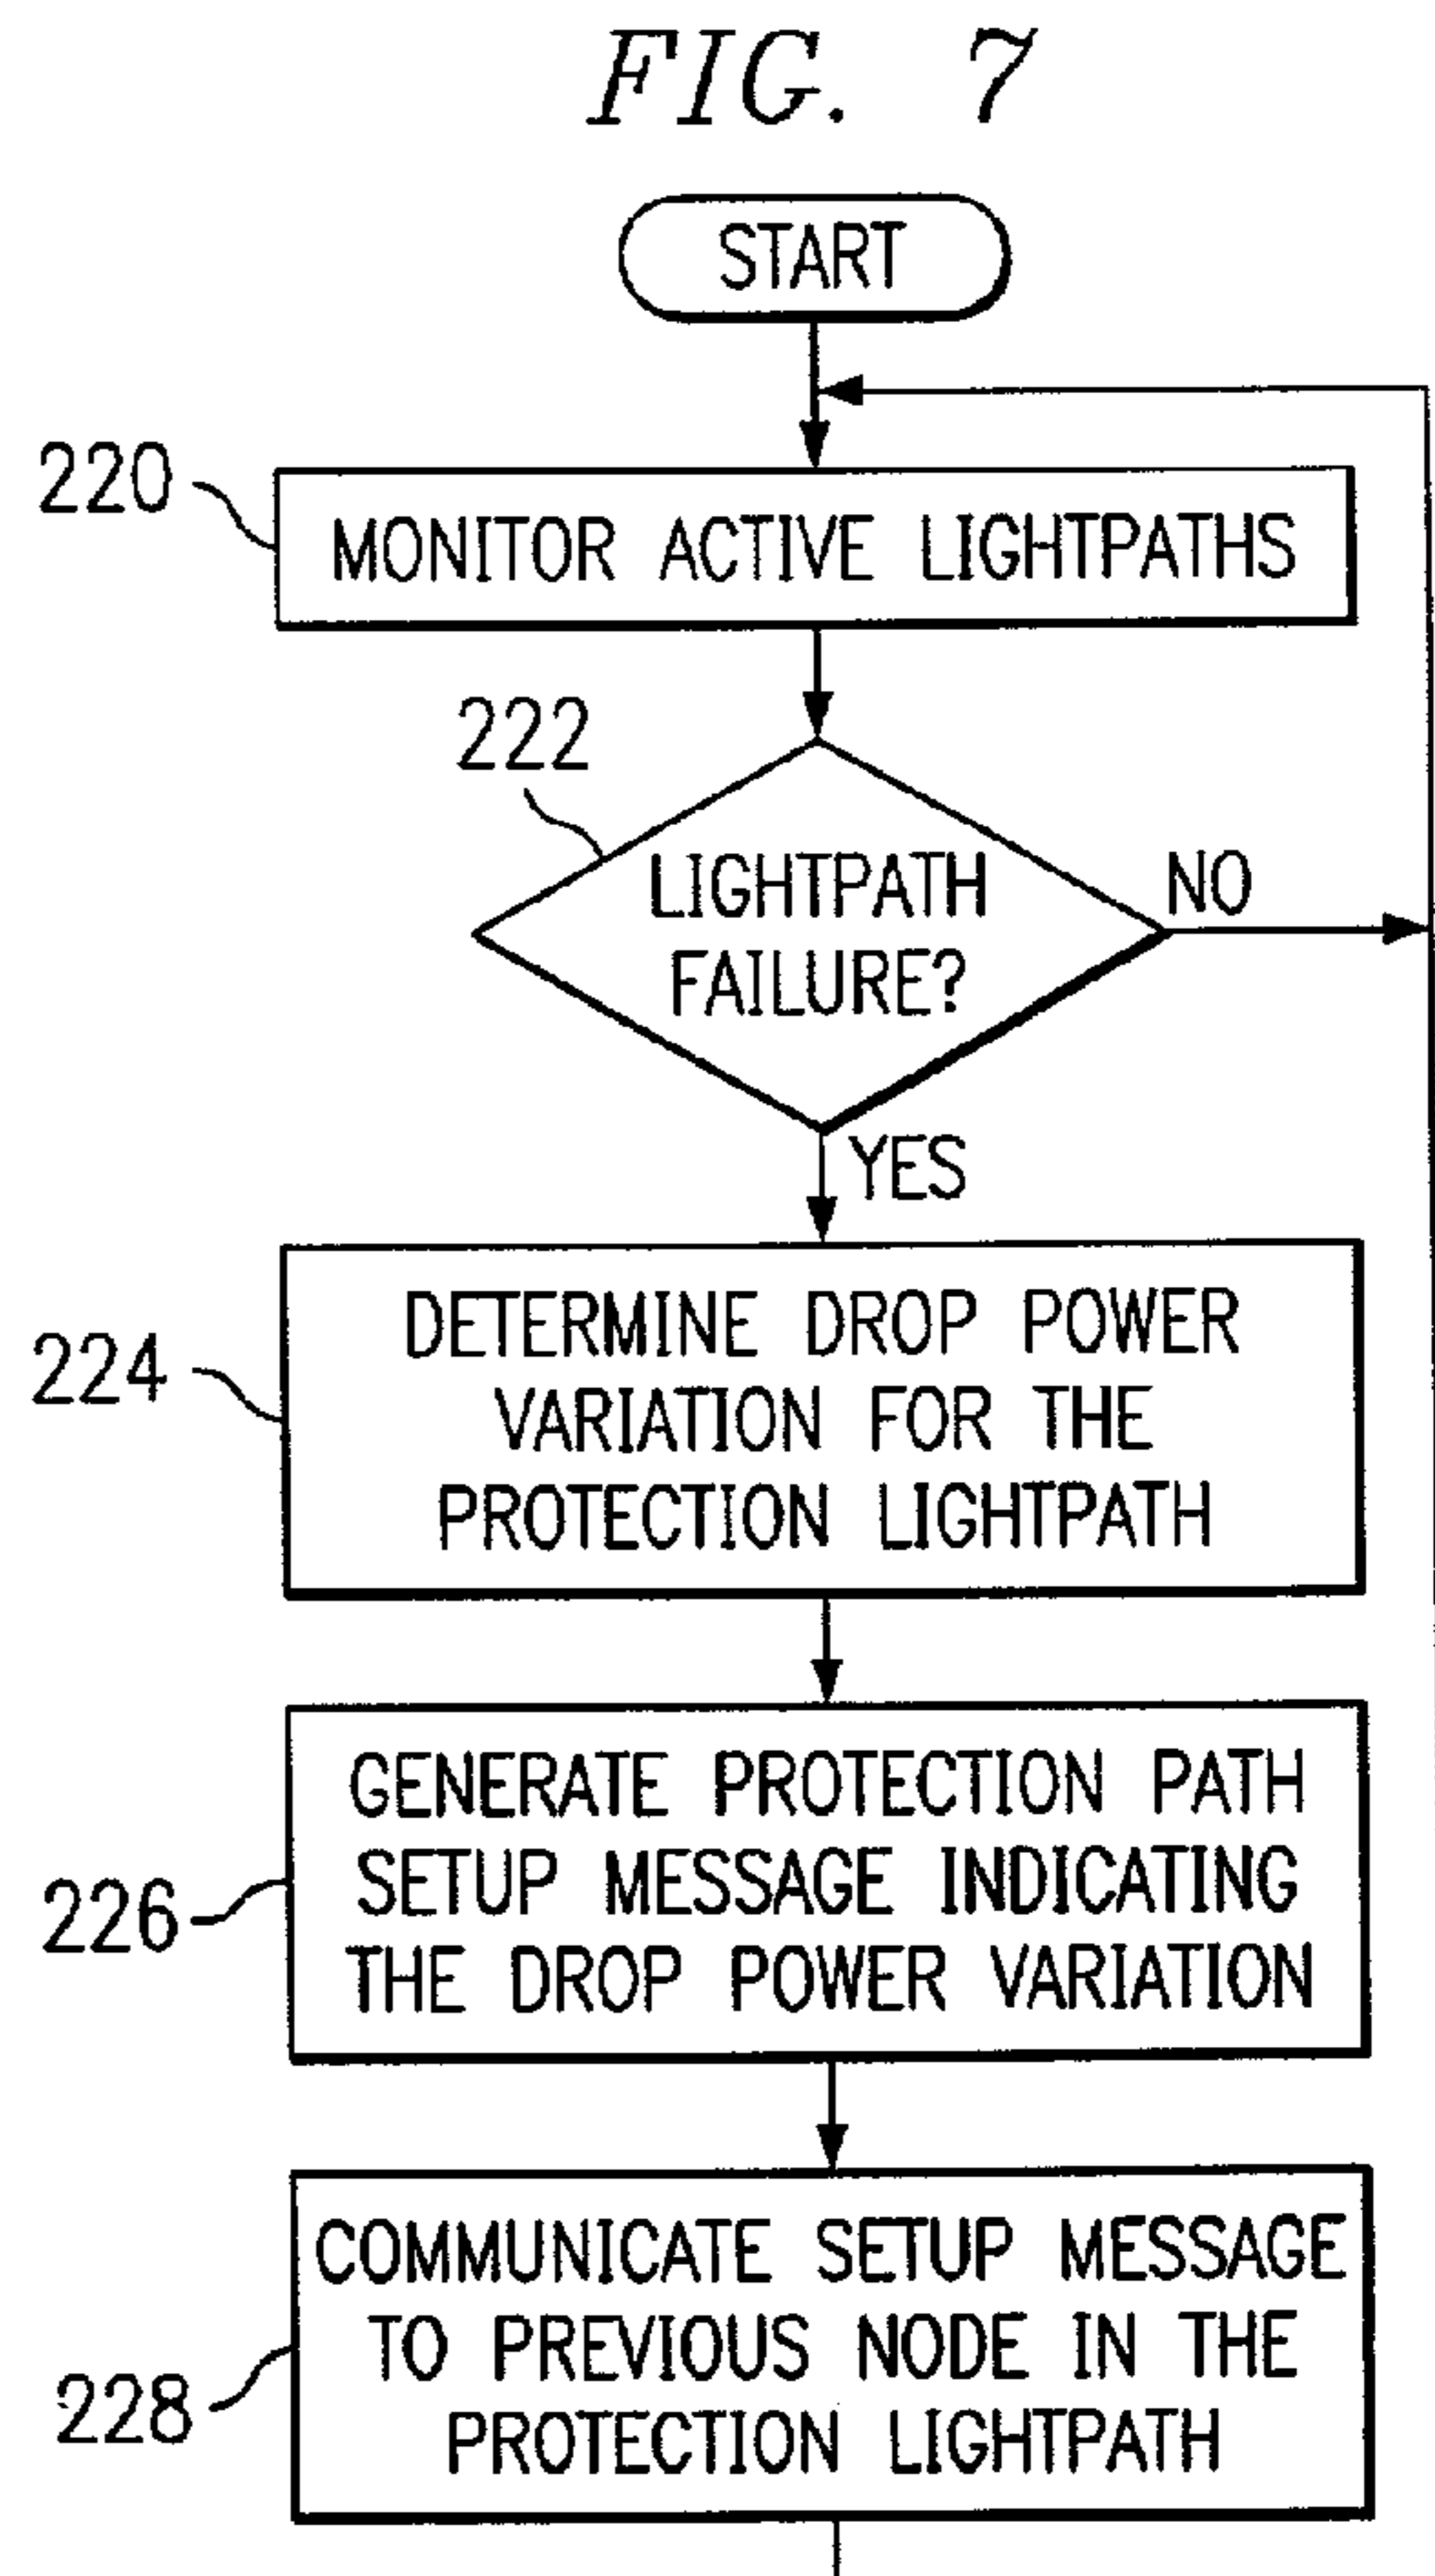 FIG. 7
START
220
MONITOR ACTIVE LIGHTPATHS
222
LIGHTPATH
FAILURE?
NO
YES
224
DETERMINE DROP POWER
VARIATION FOR THE
PROTECTION LIGHTPATH
226
GENERATE PROTECTION PATH
SETUP MESSAGE INDICATING
THE DROP POWER VARIATION
228
COMMUNICATE SETUP MESSAGE
TO PREVIOUS NODE IN THE
PROTECTION LIGHTPATH